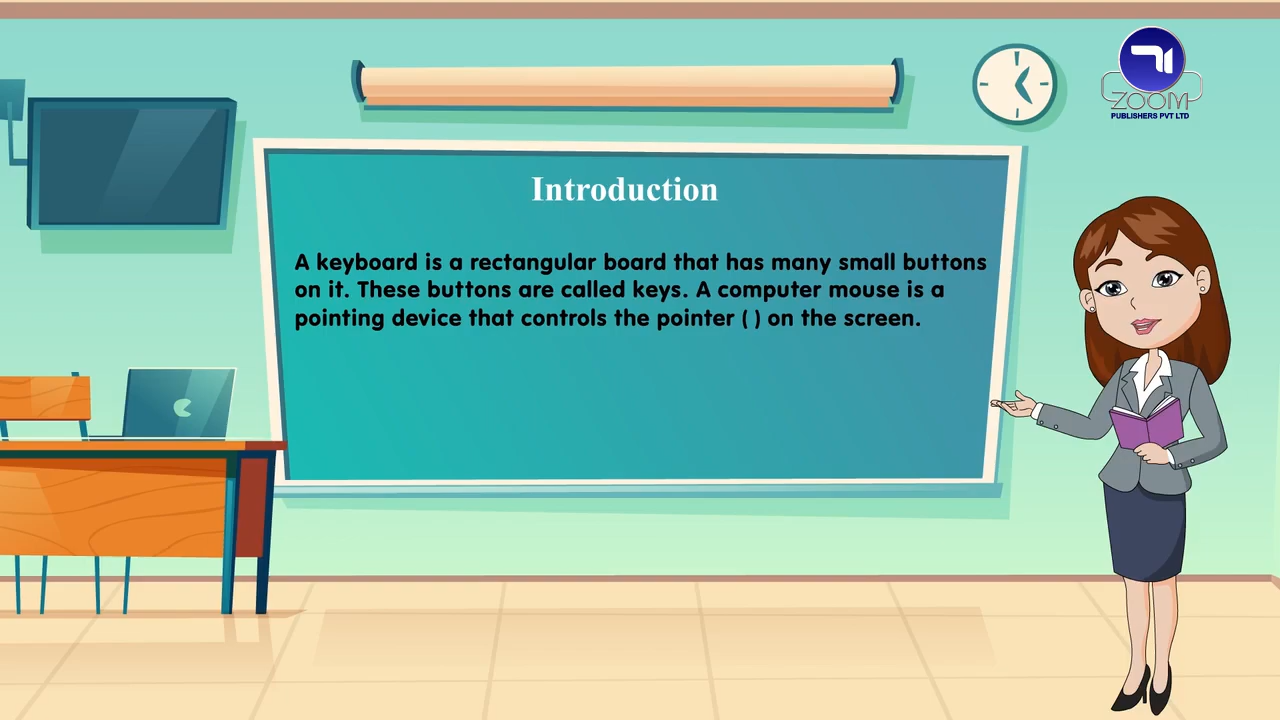 ZOOM
PUBLISHERS PVT LTD
Introduction
A keyboard is a rectangular board that has many small buttons
on it. These buttons are called keys. A computer mouse is a
pointing device that controls the pointer ( ) on the screen.